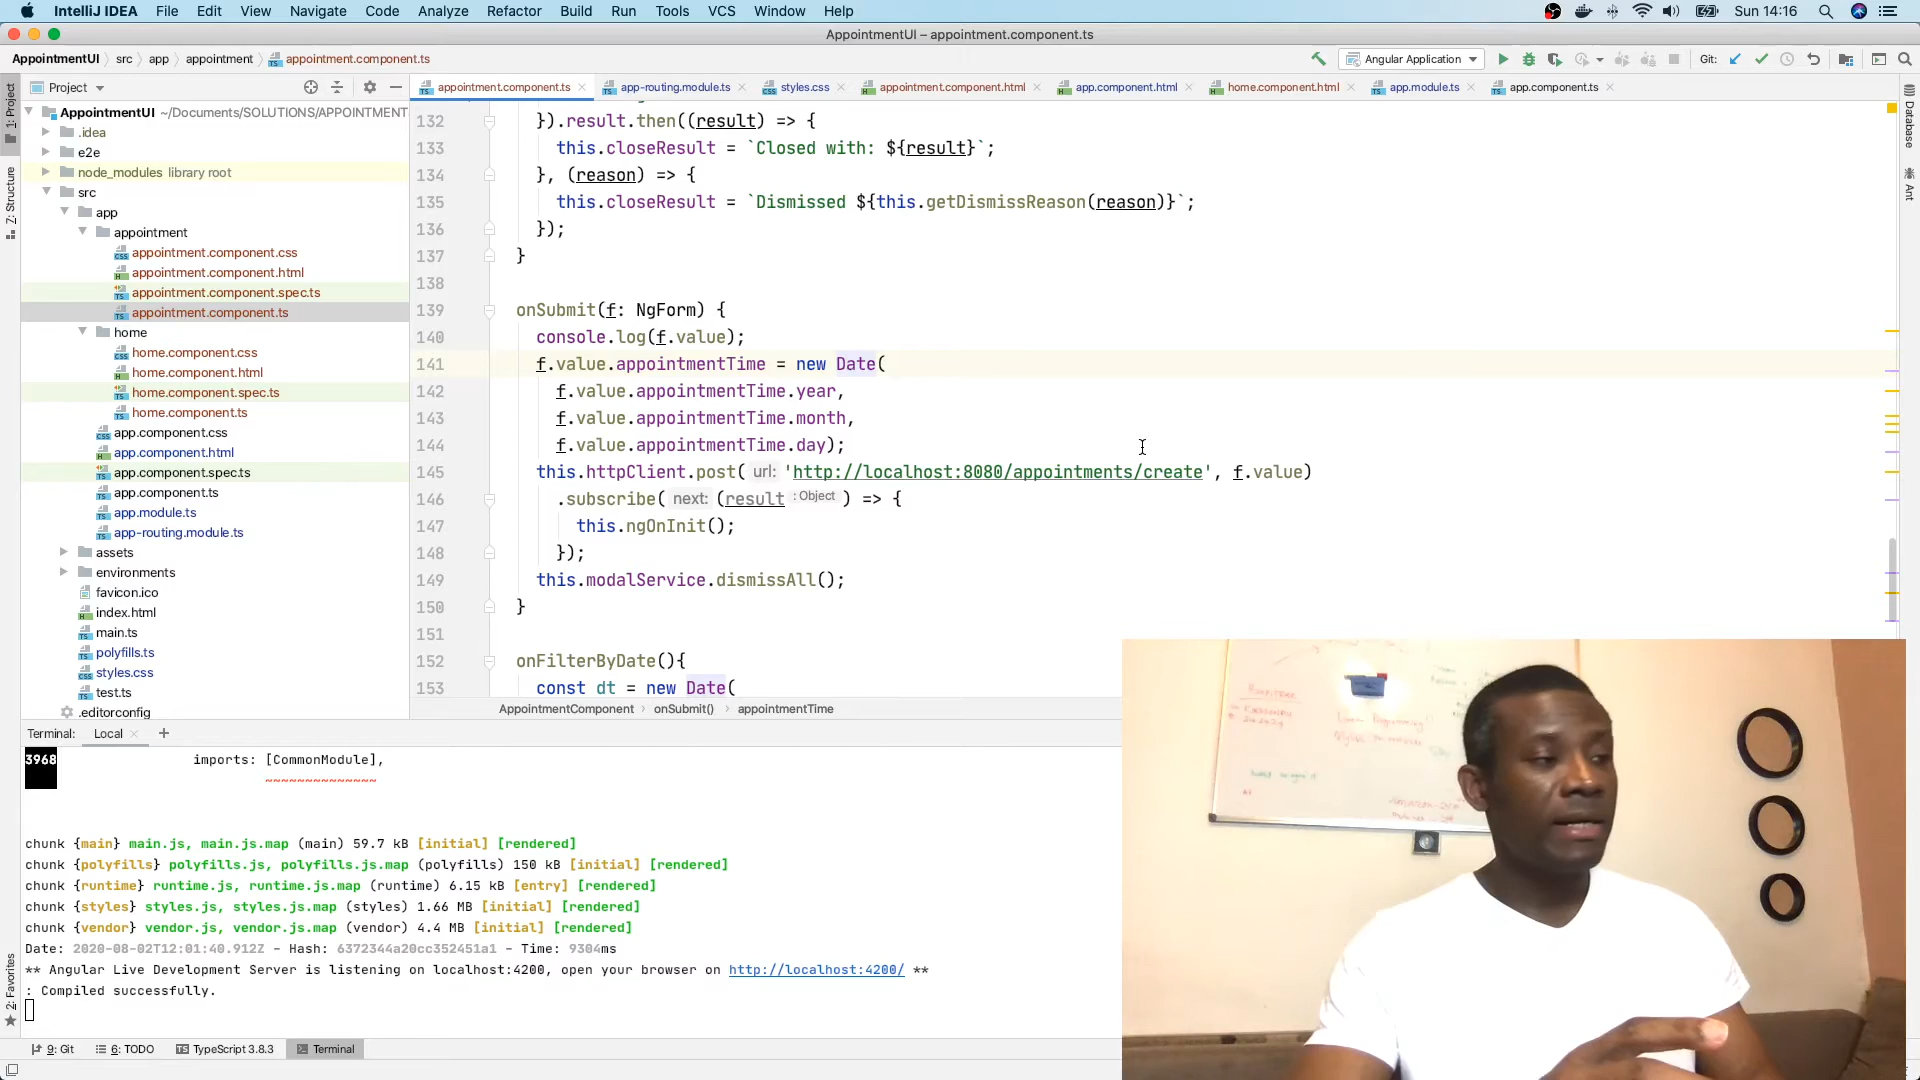 IntelliJ IDEA File Edit View Navigate Code Analyze Refactor Build Run Tools VCS Window Help Sun 14:16
AppointmentUI – appointment.component.ts
AppointmentUI src app appointment appointment.component.ts Angular Application Git:
Project
appointment.component.ts app-routing.module.ts styles.css appointment.component.html app.component.html home.component.html app.module.ts app.component.ts
1: Project
7: Structure
2: Favorites
Database
Ant
AppointmentUI ~/Documents/SOLUTIONS/APPOINTMENT
.idea
e2e
node_modules library root
src
app
appointment
appointment.component.css
appointment.component.html
appointment.component.spec.ts
appointment.component.ts
home
home.component.css
home.component.html
home.component.spec.ts
home.component.ts
app.component.css
app.component.html
app.component.spec.ts
app.component.ts
app.module.ts
app-routing.module.ts
assets
environments
favicon.ico
index.html
main.ts
polyfills.ts
styles.css
test.ts
.editorconfig
132 }).result.then((result) => {
133 this.closeResult = `Closed with: ${result}`;
134 }, (reason) => {
135 this.closeResult = `Dismissed ${this.getDismissReason(reason)}`;
136 });
137 }
138
139 onSubmit(f: NgForm) {
140 console.log(f.value);
141 f.value.appointmentTime = new Date(
142 f.value.appointmentTime.year,
143 f.value.appointmentTime.month,
144 f.value.appointmentTime.day);
145 this.httpClient.post( url: 'http://localhost:8080/appointments/create', f.value)
146 .subscribe( next: (result : Object ) => {
147 this.ngOnInit();
148 });
149 this.modalService.dismissAll();
150 }
151
152 onFilterByDate(){
153 const dt = new Date(
AppointmentComponent onSubmit() appointmentTime
Terminal: Local +
3968 imports: [CommonModule],
~~~~~~~~~~~~~~
chunk {main} main.js, main.js.map (main) 59.7 kB [initial] [rendered]
chunk {polyfills} polyfills.js, polyfills.js.map (polyfills) 150 kB [initial] [rendered]
chunk {runtime} runtime.js, runtime.js.map (runtime) 6.15 kB [entry] [rendered]
chunk {styles} styles.js, styles.js.map (styles) 1.66 MB [initial] [rendered]
chunk {vendor} vendor.js, vendor.js.map (vendor) 4.4 MB [initial] [rendered]
Date: 2020-08-02T12:01:40.912Z - Hash: 6372344a20cc352451a1 - Time: 9304ms
** Angular Live Development Server is listening on localhost:4200, open your browser on http://localhost:4200/ **
: Compiled successfully.
9: Git 6: TODO TypeScript 3.8.3 Terminal